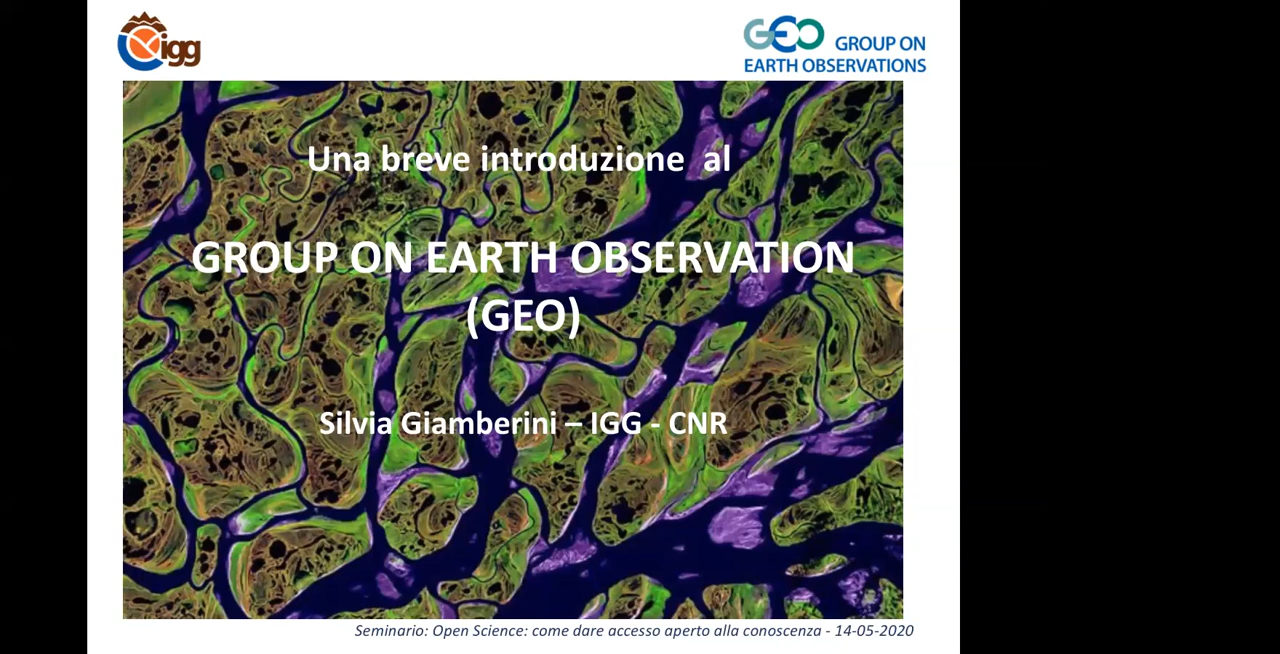 igg
GEO GROUP ON
EARTH OBSERVATIONS
Una breve introduzione al
GROUP ON EARTH OBSERVATION
(GEO)
Silvia Giamberini – IGG - CNR
Seminario: Open Science: come dare accesso aperto alla conoscenza - 14-05-2020